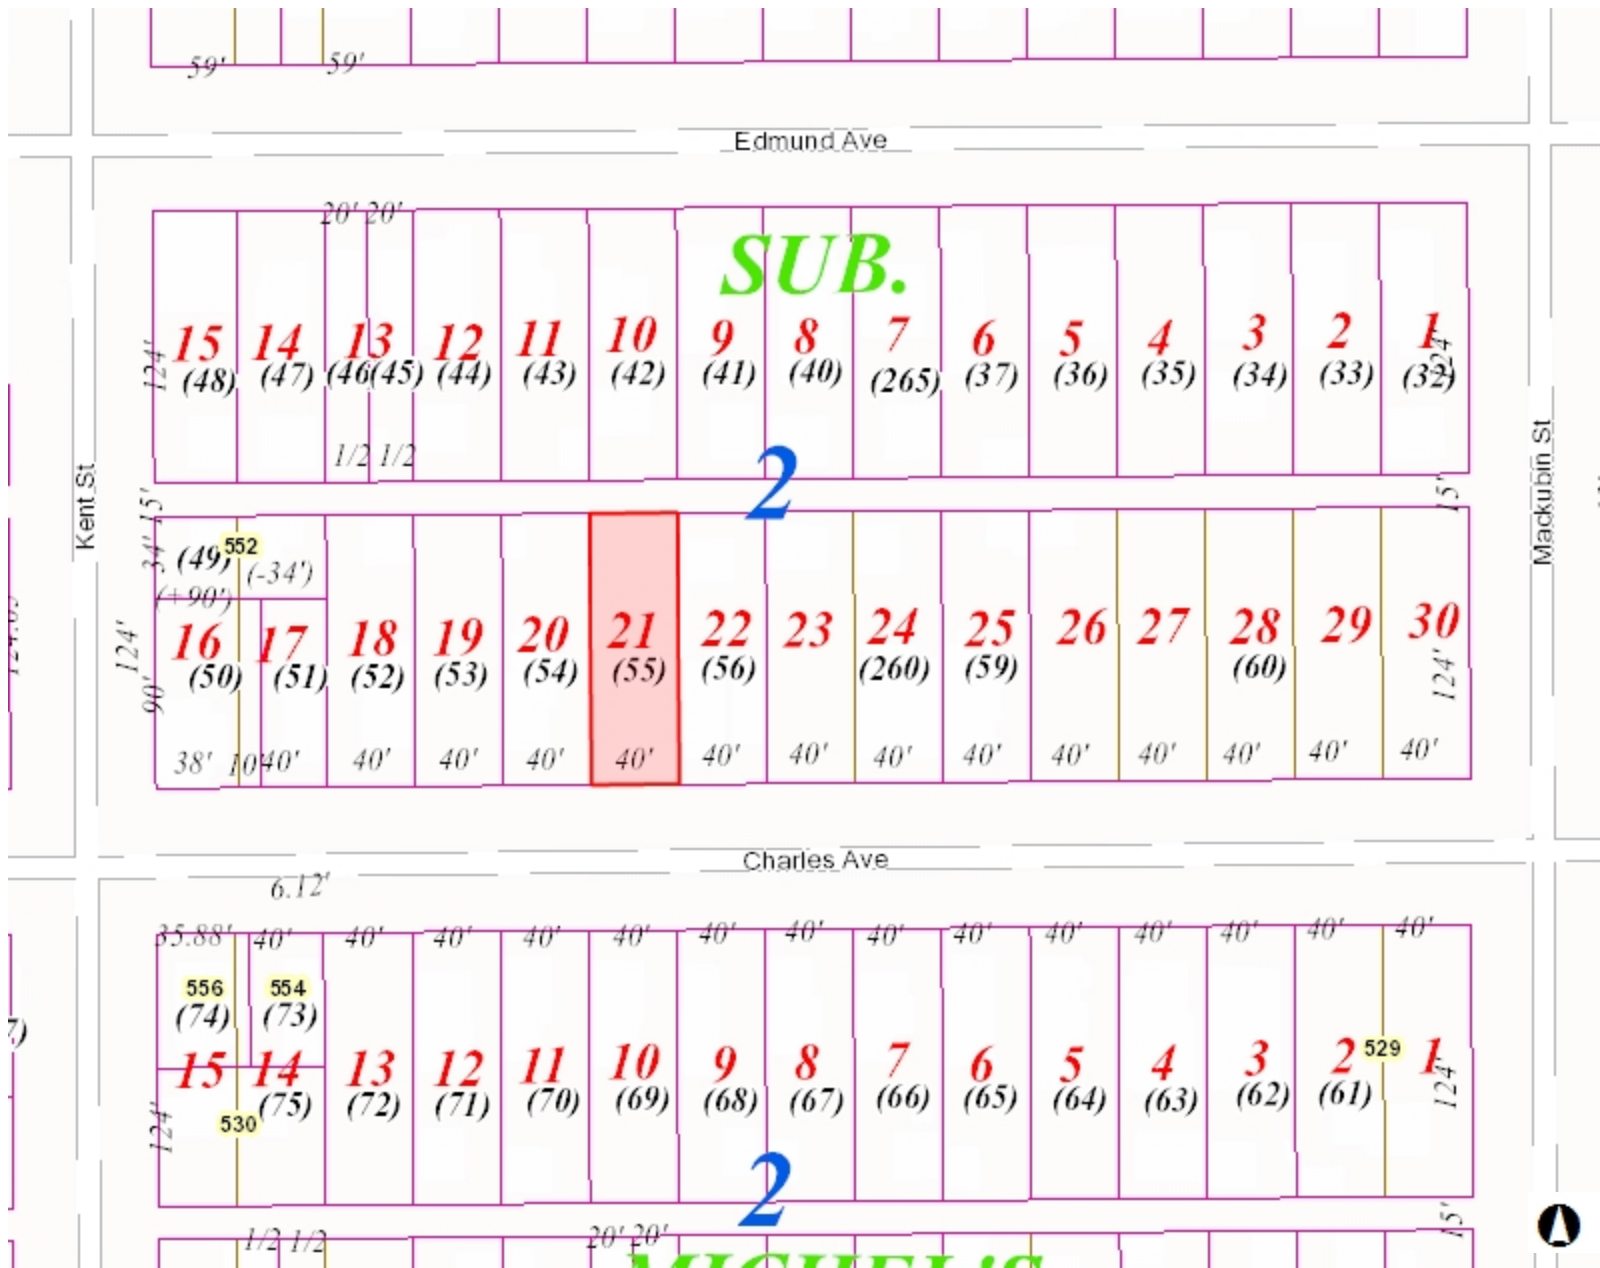 59' 59'
Edmund Ave
20' 20'
SUB.
15 14 13 12 11 10 9 8 7 6 5 4 3 2 1
(48) (47) (46) (45) (44) (43) (42) (41) (40) (265) (37) (36) (35) (34) (33) (32)
124' 124'
1/2 1/2
2
Kent St
Mackubin St
15' 15'
34' (49) 552 (-34')
(+90')
16 17 18 19 20 21 22 23 24 25 26 27 28 29 30
(50) (51) (52) (53) (54) (55) (56) (260) (59) (60)
124' 90' 124'
38' 10' 40' 40' 40' 40' 40' 40' 40' 40' 40' 40' 40' 40' 40' 40'
Charles Ave
6.12'
35.88' 40' 40' 40' 40' 40' 40' 40' 40' 40' 40' 40' 40' 40' 40'
556 554
(74) (73)
15 14 13 12 11 10 9 8 7 6 5 4 3 2 529 1
(75) (72) (71) (70) (69) (68) (67) (66) (65) (64) (63) (62) (61)
124' 530 124'
2
15'
1/2 1/2 20' 20'
MICHEL'S